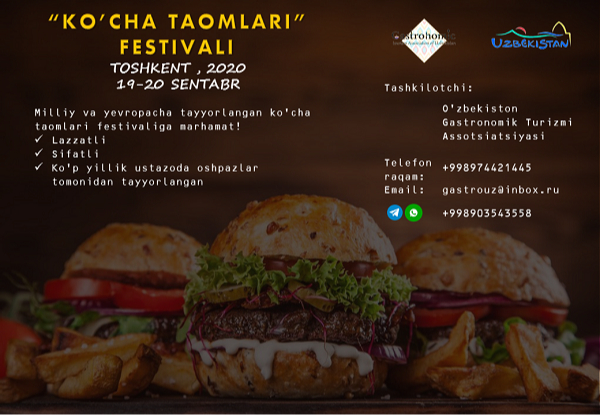 “KO’CHA TAOMLARI”
FESTIVALI
TOSHKENT , 2020
19-20 SENTABR
Milliy va yevropacha tayyorlangan ko'cha
taomlari festivaliga marhamat!
✓ Lazzatli
✓ Sifatli
✓ Ko'p yillik ustazoda oshpazlar
tomonidan tayyorlangan
UZBEKISTAN
Tashkilotchi:
O'zbekiston
Gastronomik Turizmi
Assotsiatsiyasi
Telefon
raqam: +998974421445
Email: gastrouz@inbox.ru
+998903543558